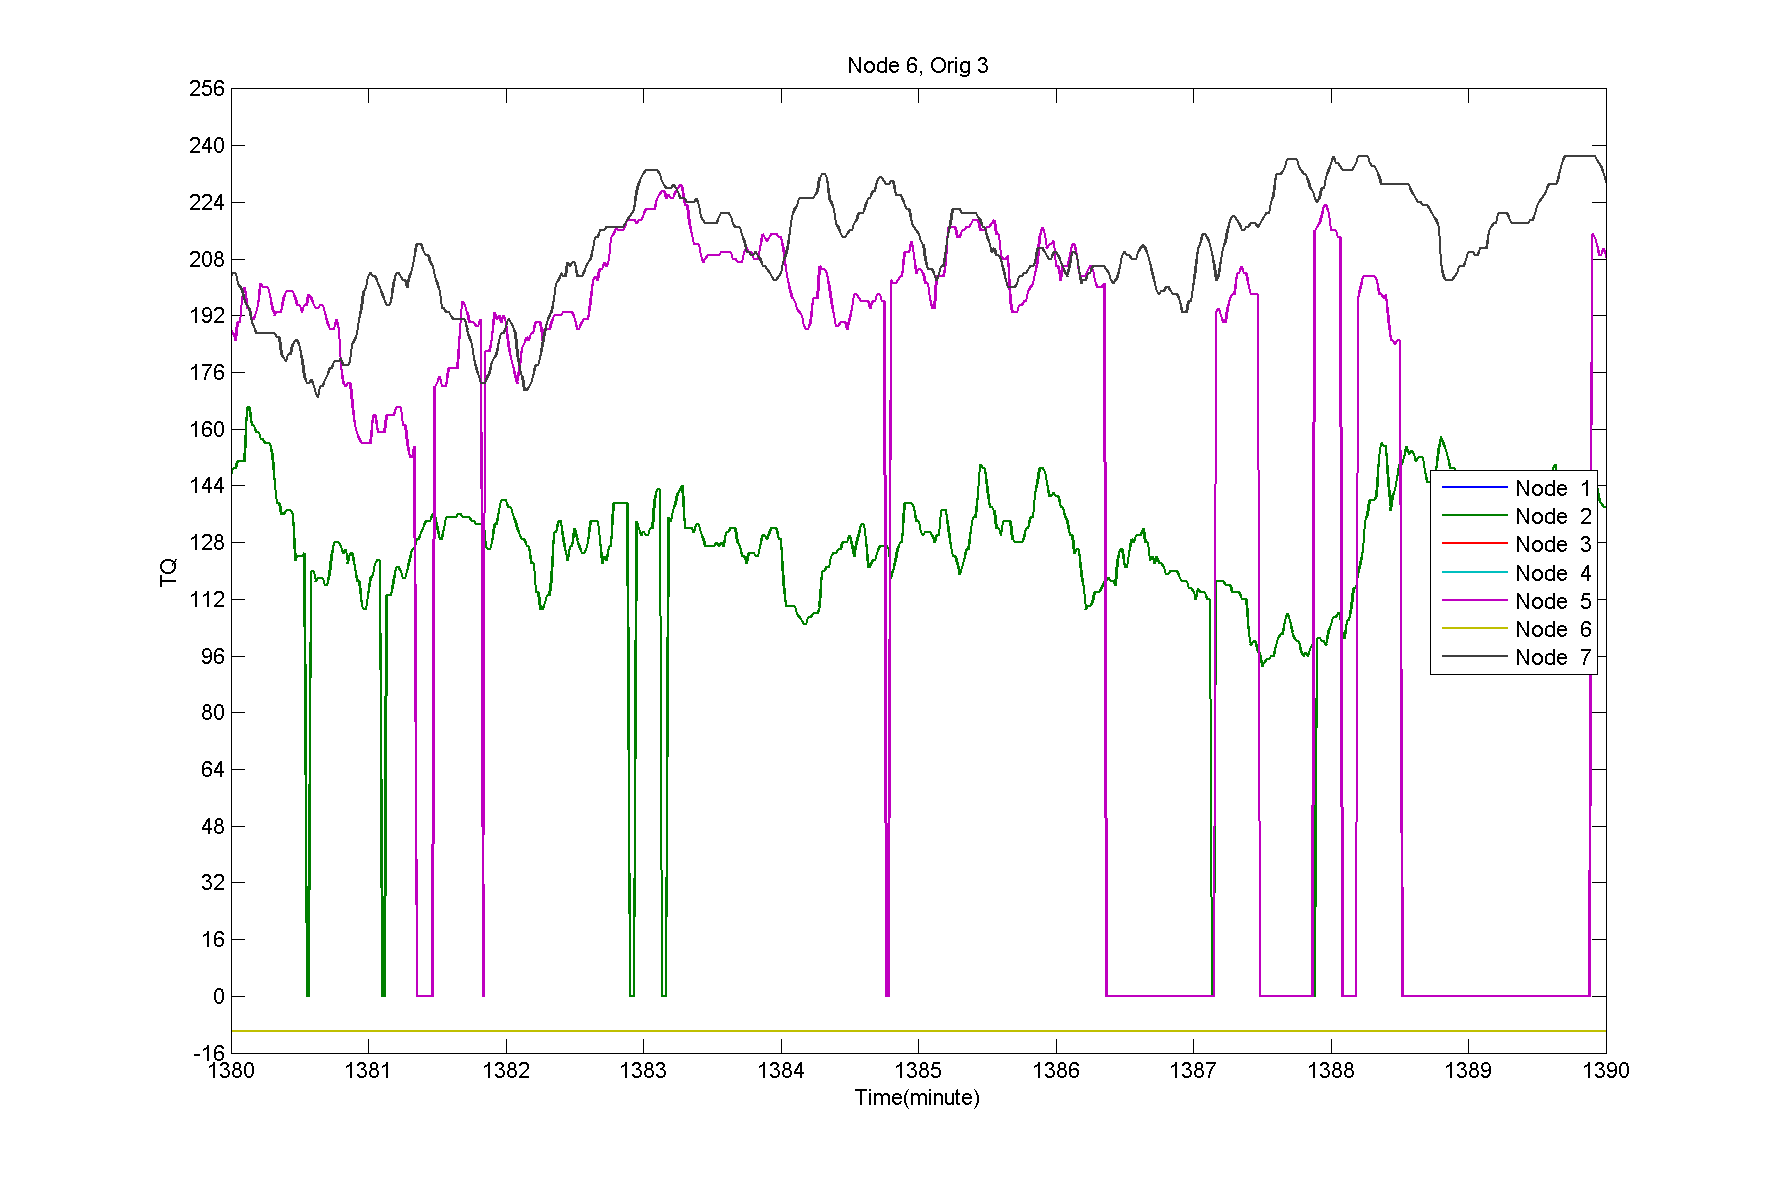 Node 6, Orig 3
256
240
224
208
192
176
160
144
128
112
96
80
64
48
32
16
0
-16
TQ
Node 1
Node 2
Node 3
Node 4
Node 5
Node 6
Node 7
1380 1381 1382 1383 1384 1385 1386 1387 1388 1389 1390
Time(minute)